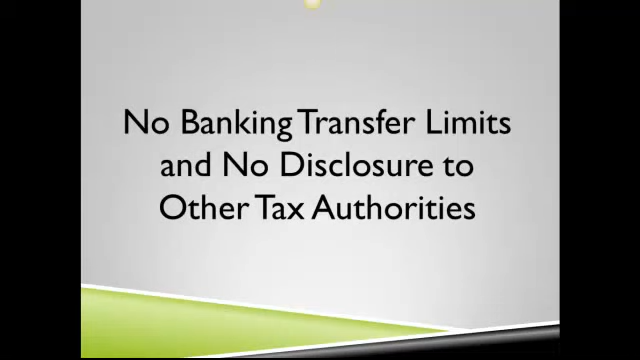 No Banking Transfer Limits
and No Disclosure to
Other Tax Authorities